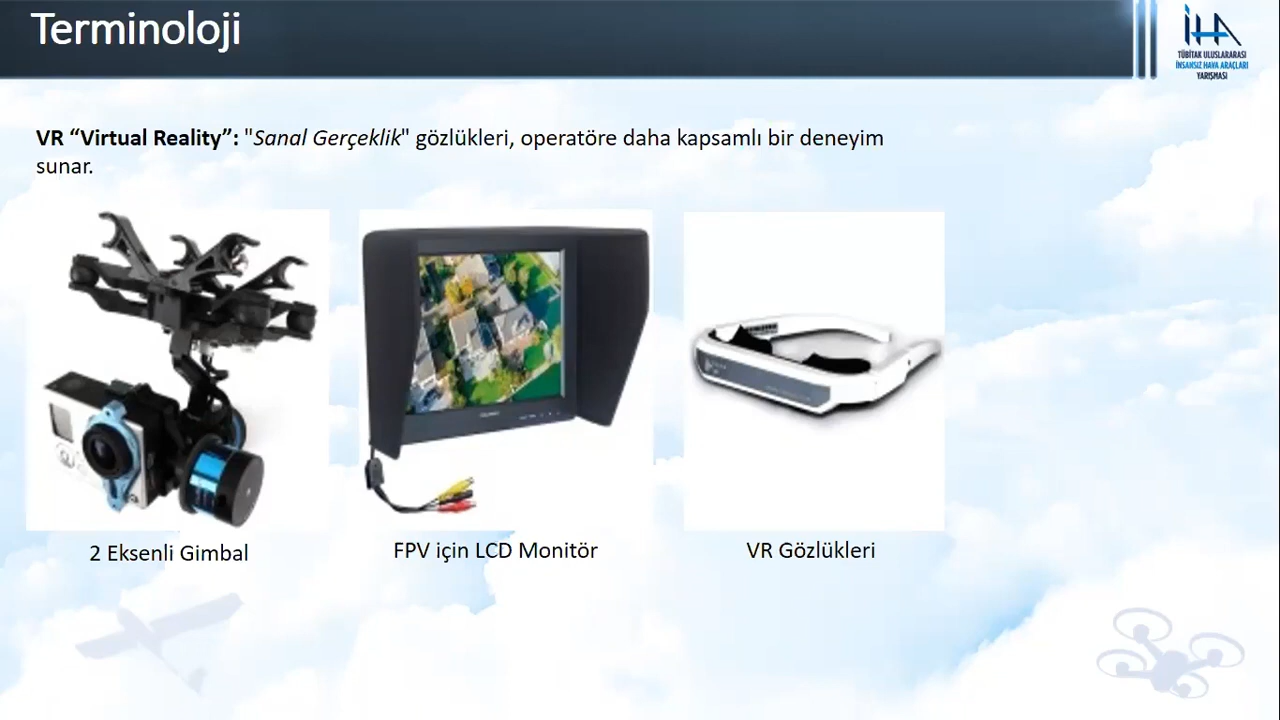 Terminoloji
İHA
TÜBİTAK ULUSLARARASI
İNSANSIZ HAVA ARAÇLARI
YARIŞMASI
VR “Virtual Reality”: "Sanal Gerçeklik" gözlükleri, operatöre daha kapsamlı bir deneyim
sunar.
2 Eksenli Gimbal
FPV için LCD Monitör
VR Gözlükleri